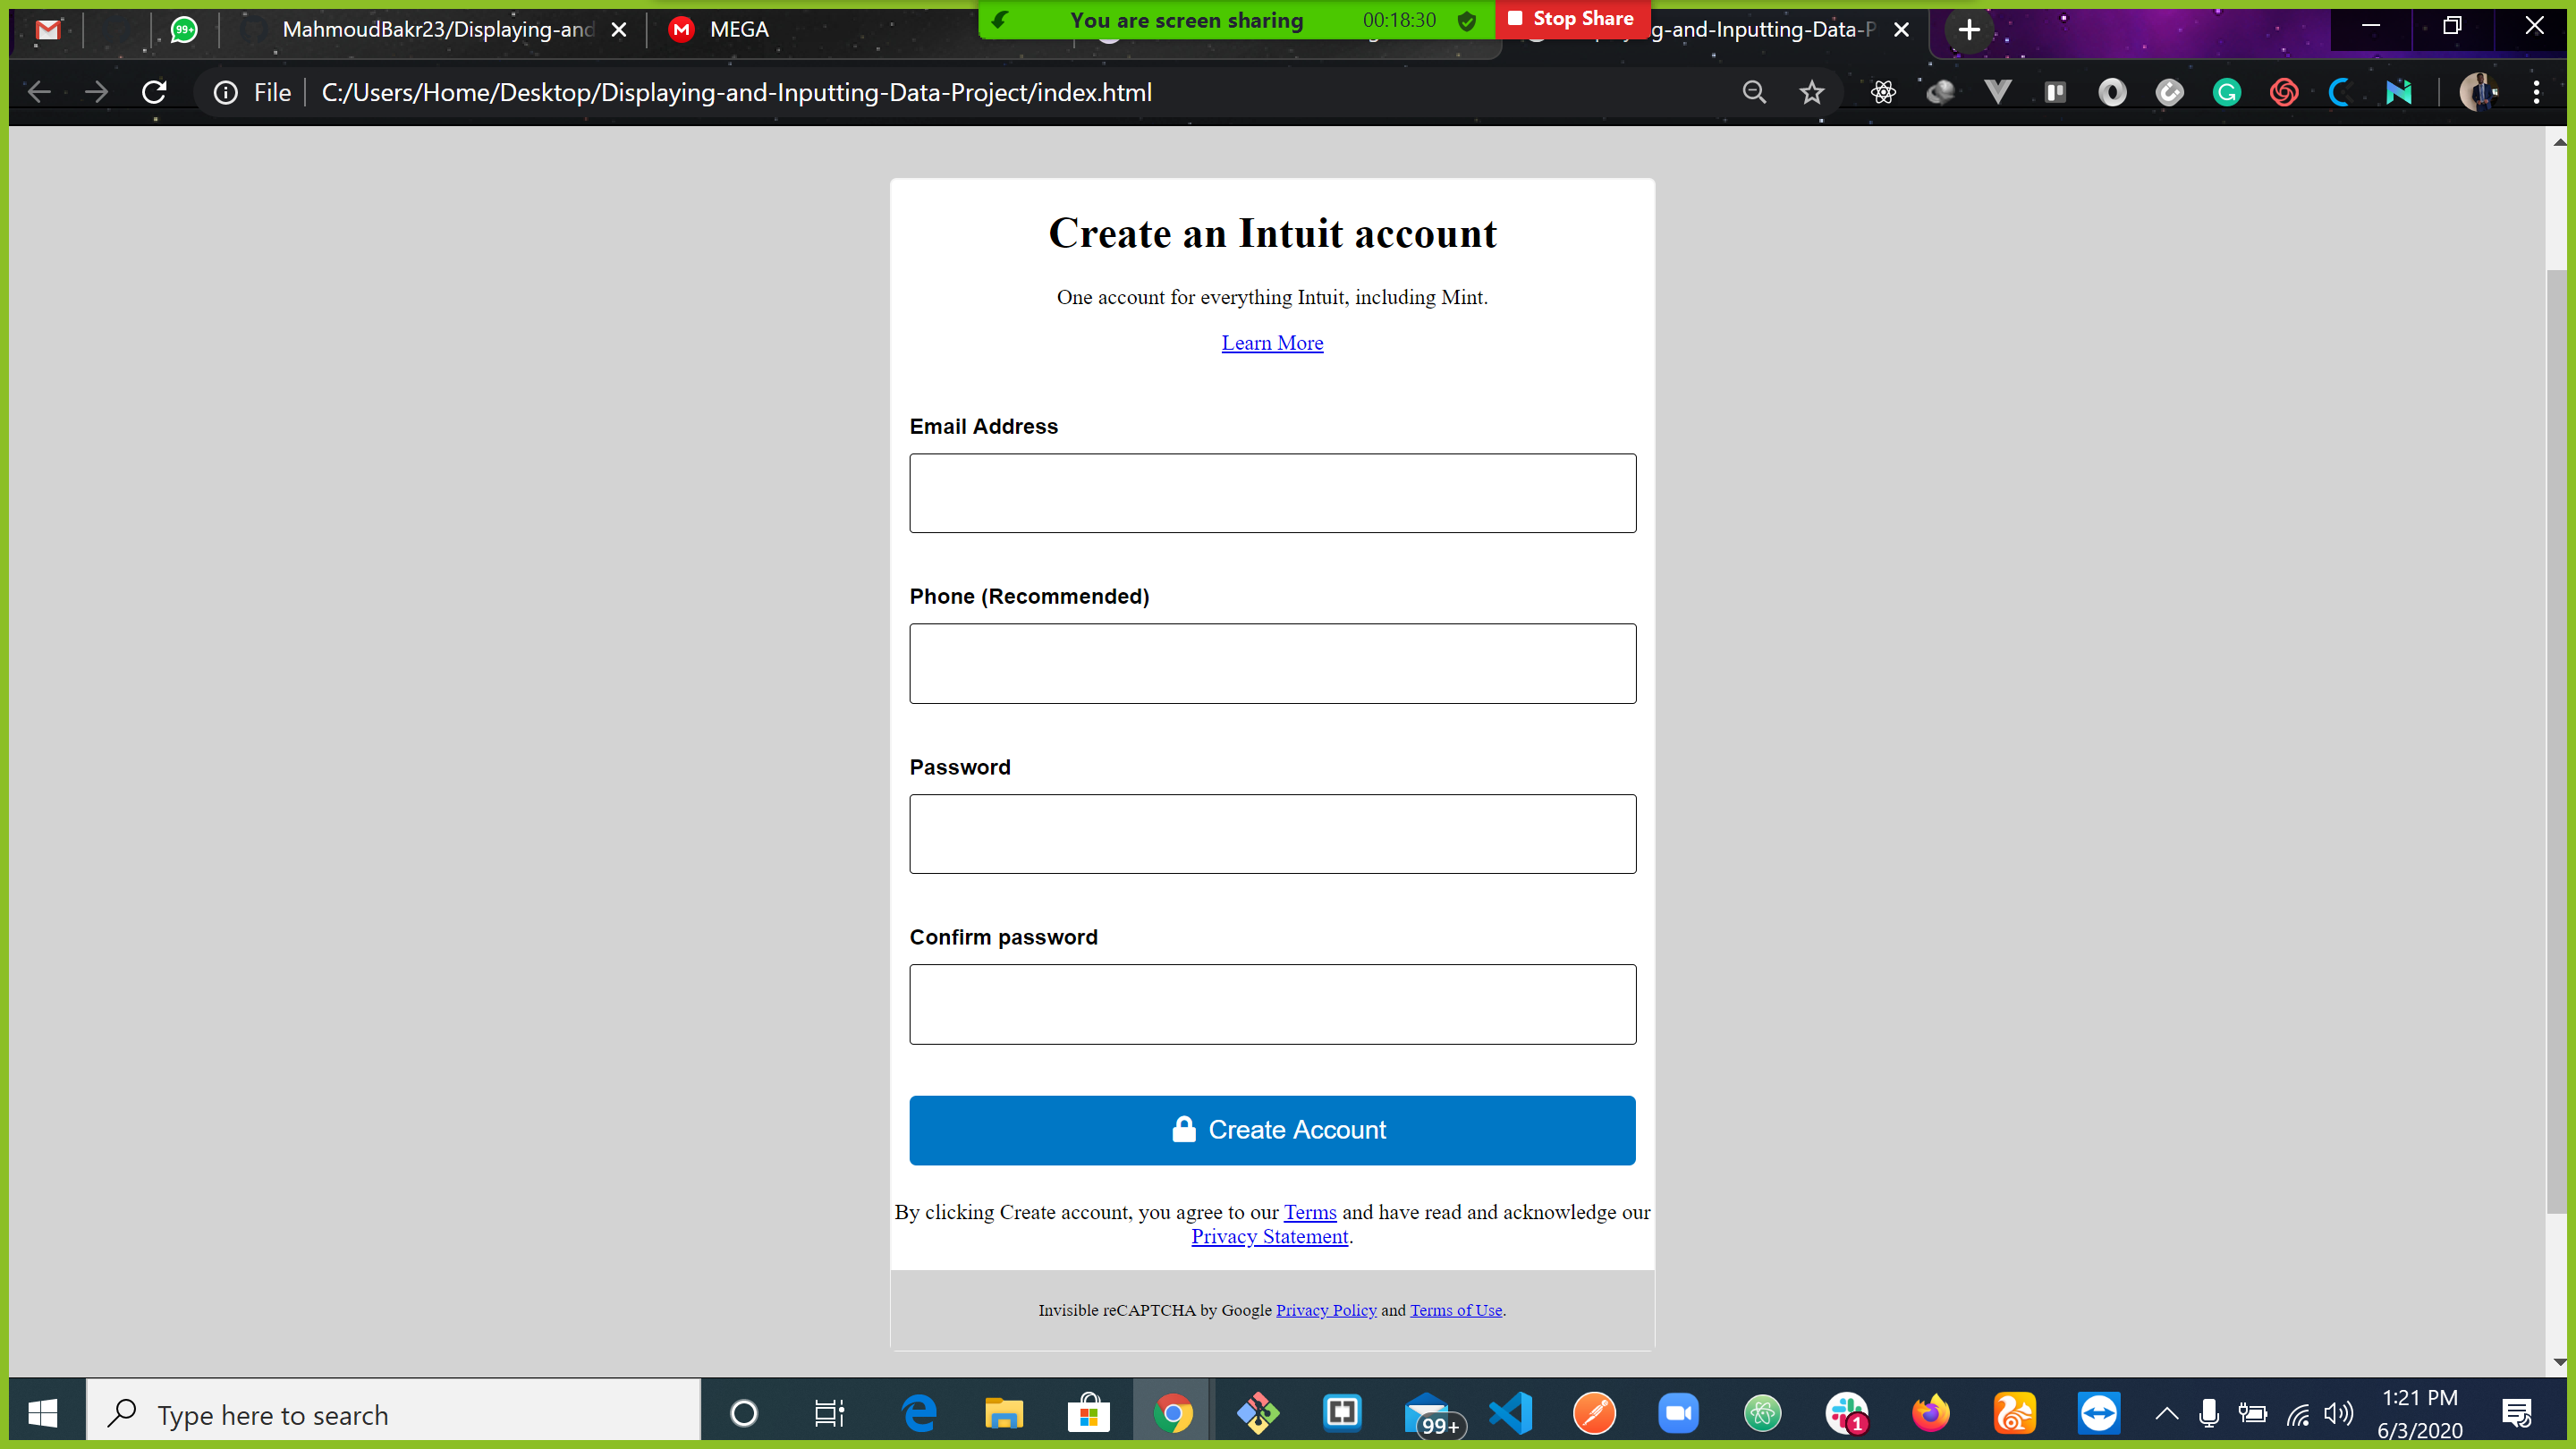 You are screen sharing 00:18:30 Stop Share
99+ MahmoudBakr23/Displaying-and MEGA g-and-Inputting-Data-P
File C:/Users/Home/Desktop/Displaying-and-Inputting-Data-Project/index.html
Create an Intuit account
One account for everything Intuit, including Mint.
Learn More
Email Address
Phone (Recommended)
Password
Confirm password
Create Account
By clicking Create account, you agree to our Terms and have read and acknowledge our
Privacy Statement.
Invisible reCAPTCHA by Google Privacy Policy and Terms of Use.
Type here to search
99+
1
1:21 PM
6/3/2020